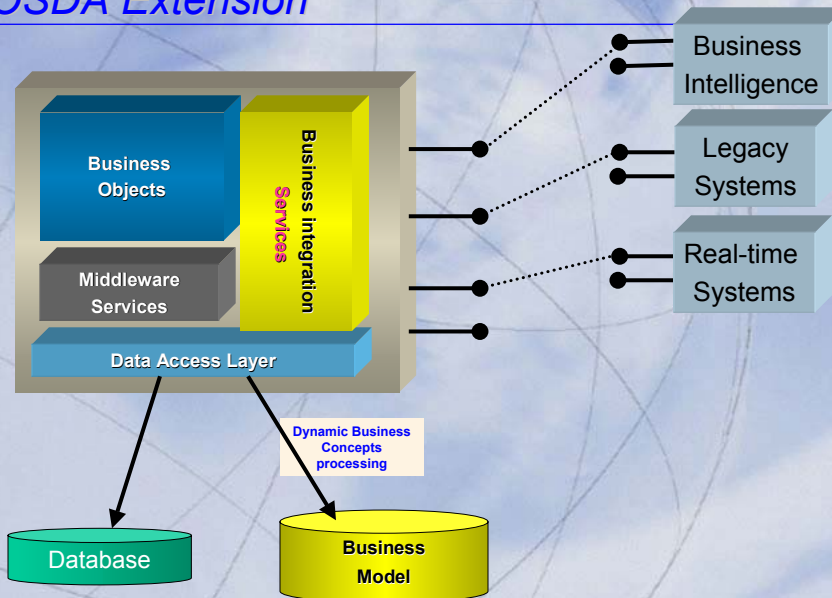 OSDA Extension
Business
Intelligence
Legacy
Systems
Real-time
Systems
Business
Objects
Business integration
Services
Middleware
Services
Data Access Layer
Dynamic Business
Concepts
processing
Database
Business
Model